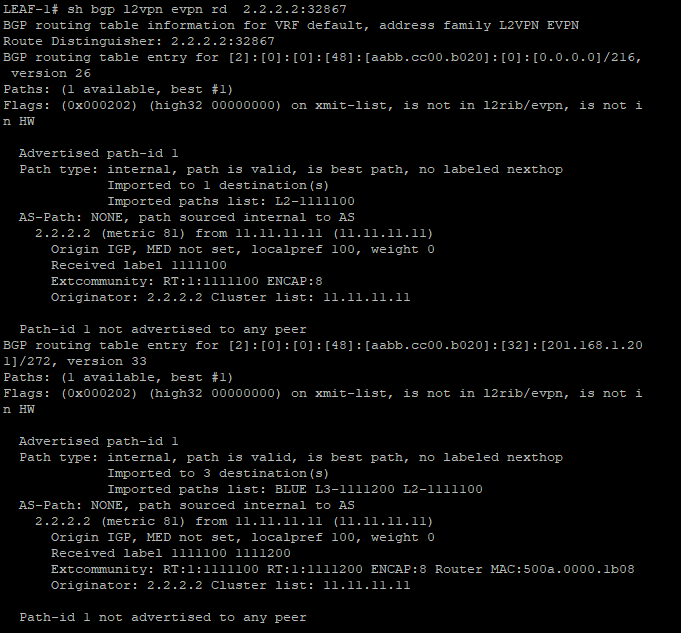 LEAF-1# sh bgp l2vpn evpn rd  2.2.2.2:32867
BGP routing table information for VRF default, address family L2VPN EVPN
Route Distinguisher: 2.2.2.2:32867
BGP routing table entry for [2]:[0]:[0]:[48]:[aabb.cc00.b020]:[0]:[0.0.0.0]/216,
 version 26
Paths: (1 available, best #1)
Flags: (0x000202) (high32 00000000) on xmit-list, is not in l2rib/evpn, is not i
n HW

  Advertised path-id 1
  Path type: internal, path is valid, is best path, no labeled nexthop
             Imported to 1 destination(s)
             Imported paths list: L2-1111100
  AS-Path: NONE, path sourced internal to AS
    2.2.2.2 (metric 81) from 11.11.11.11 (11.11.11.11)
      Origin IGP, MED not set, localpref 100, weight 0
      Received label 1111100
      Extcommunity: RT:1:1111100 ENCAP:8
      Originator: 2.2.2.2 Cluster list: 11.11.11.11

  Path-id 1 not advertised to any peer
BGP routing table entry for [2]:[0]:[0]:[48]:[aabb.cc00.b020]:[32]:[201.168.1.20
1]/272, version 33
Paths: (1 available, best #1)
Flags: (0x000202) (high32 00000000) on xmit-list, is not in l2rib/evpn, is not i
n HW

  Advertised path-id 1
  Path type: internal, path is valid, is best path, no labeled nexthop
             Imported to 3 destination(s)
             Imported paths list: BLUE L3-1111200 L2-1111100
  AS-Path: NONE, path sourced internal to AS
    2.2.2.2 (metric 81) from 11.11.11.11 (11.11.11.11)
      Origin IGP, MED not set, localpref 100, weight 0
      Received label 1111100 1111200
      Extcommunity: RT:1:1111100 RT:1:1111200 ENCAP:8 Router MAC:500a.0000.1b08
      Originator: 2.2.2.2 Cluster list: 11.11.11.11

  Path-id 1 not advertised to any peer